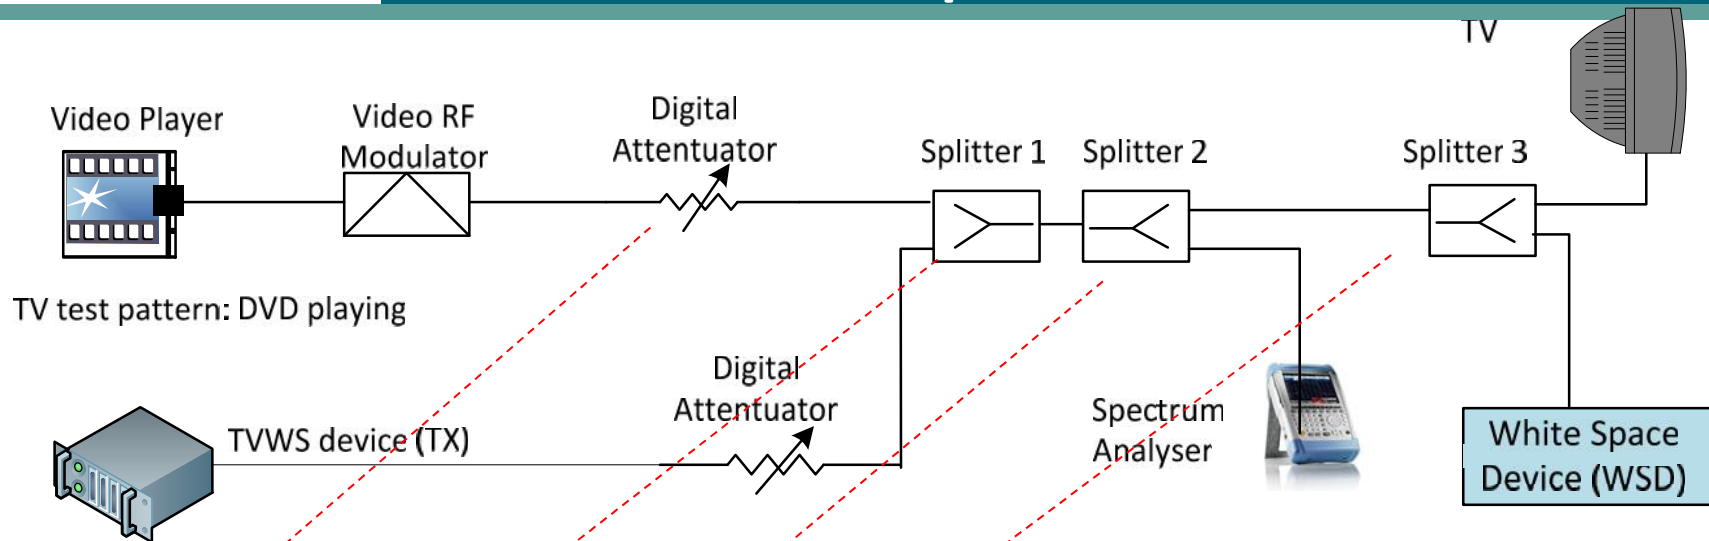 TV
Video Player
Video RF
Modulator
Digital
Attentuator
Splitter 1
Splitter 2
Splitter 3
TV test pattern: DVD playing
Digital
Attentuator
TVWS device (TX)
Spectrum
Analyser
White Space
Device (WSD)